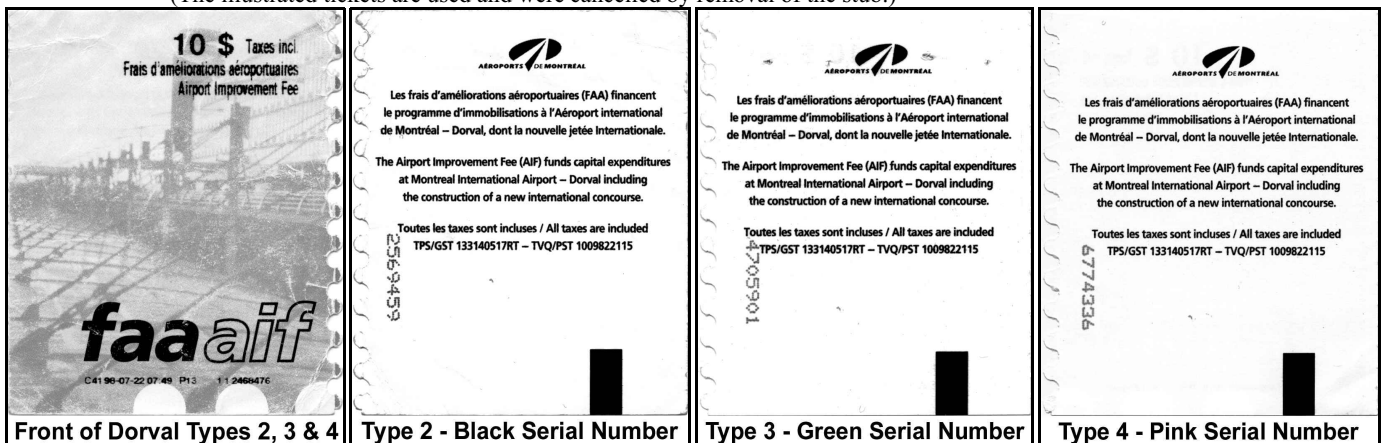 (The illustrated tickets are used and were cancelled by removal of the stub.)
10 $ Taxes incl.
Frais d'améliorations aéroportuaires
Airport Improvement Fee
faaaif
C41 98-07-22 07:49 P13 1 1 2468476
Front of Dorval Types 2, 3 & 4
AÉROPORTS DE MONTRÉAL
Les frais d'améliorations aéroportuaires (FAA) financent
le programme d'immobilisations à l'Aéroport international
de Montréal – Dorval, dont la nouvelle jetée Internationale.
The Airport Improvement Fee (AIF) funds capital expenditures
at Montreal International Airport – Dorval including
the construction of a new international concourse.
Toutes les taxes sont incluses / All taxes are included
TPS/GST 133140517RT – TVQ/PST 1009822115
2569459
Type 2 - Black Serial Number
AÉROPORTS DE MONTRÉAL
Les frais d'améliorations aéroportuaires (FAA) financent
le programme d'immobilisations à l'Aéroport international
de Montréal – Dorval, dont la nouvelle jetée Internationale.
The Airport Improvement Fee (AIF) funds capital expenditures
at Montreal International Airport – Dorval including
the construction of a new international concourse.
Toutes les taxes sont incluses / All taxes are included
TPS/GST 133140517RT – TVQ/PST 1009822115
4705901
Type 3 - Green Serial Number
AÉROPORTS DE MONTRÉAL
Les frais d'améliorations aéroportuaires (FAA) financent
le programme d'immobilisations à l'Aéroport international
de Montréal – Dorval, dont la nouvelle jetée Internationale.
The Airport Improvement Fee (AIF) funds capital expenditures
at Montreal International Airport – Dorval including
the construction of a new international concourse.
Toutes les taxes sont incluses / All taxes are included
TPS/GST 133140517RT – TVQ/PST 1009822115
6774336
Type 4 - Pink Serial Number